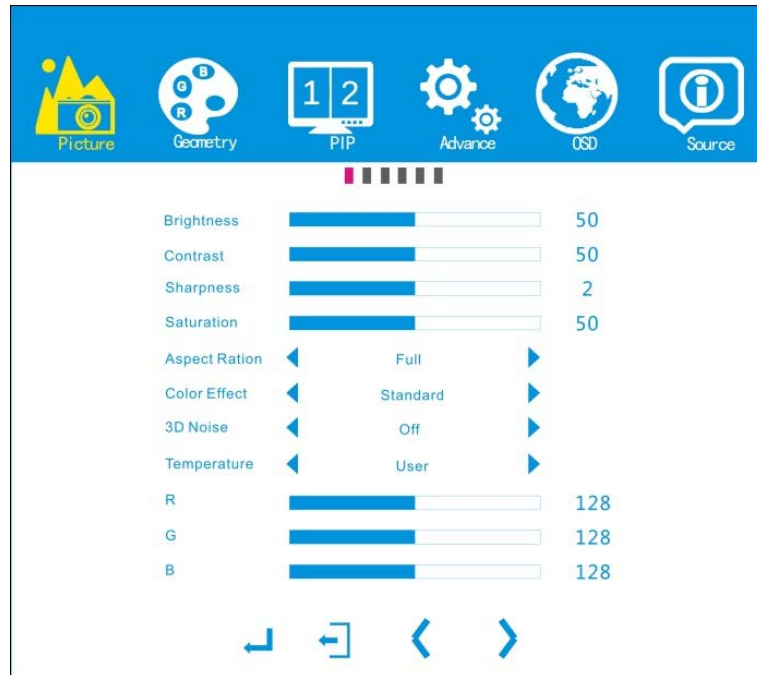 B
G
R
1 2
Picture Geometry PIP Advance OSD Source
Brightness 50
Contrast 50
Sharpness 2
Saturation 50
Aspect Ration Full
Color Effect Standard
3D Noise Off
Temperature User
R 128
G 128
B 128